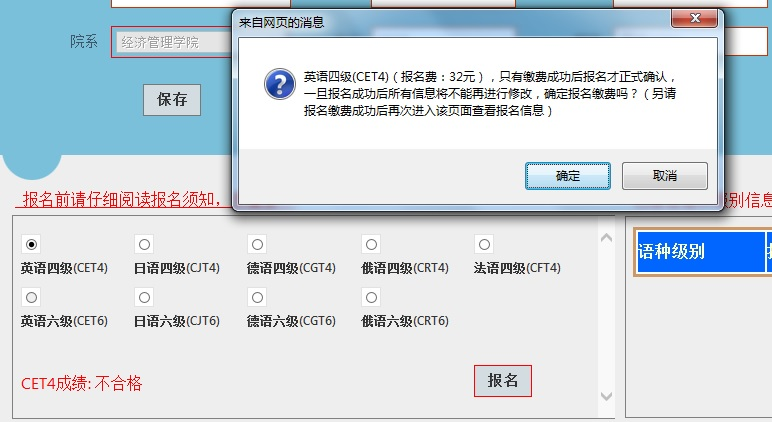 来自网页的消息
院系
经济管理学院
英语四级(CET4)（报名费：32元），只有缴费成功后报名才正式确认，
一旦报名成功后所有信息将不能再进行修改，确定报名缴费吗？（另请
报名缴费成功后再次进入该页面查看报名信息）
保存
确定
取消
报名前请仔细阅读报名须知，
别信息
英语四级(CET4)
日语四级(CJT4)
德语四级(CGT4)
俄语四级(CRT4)
法语四级(CFT4)
语种级别
英语六级(CET6)
日语六级(CJT6)
德语六级(CGT6)
俄语六级(CRT6)
CET4成绩: 不合格
报名